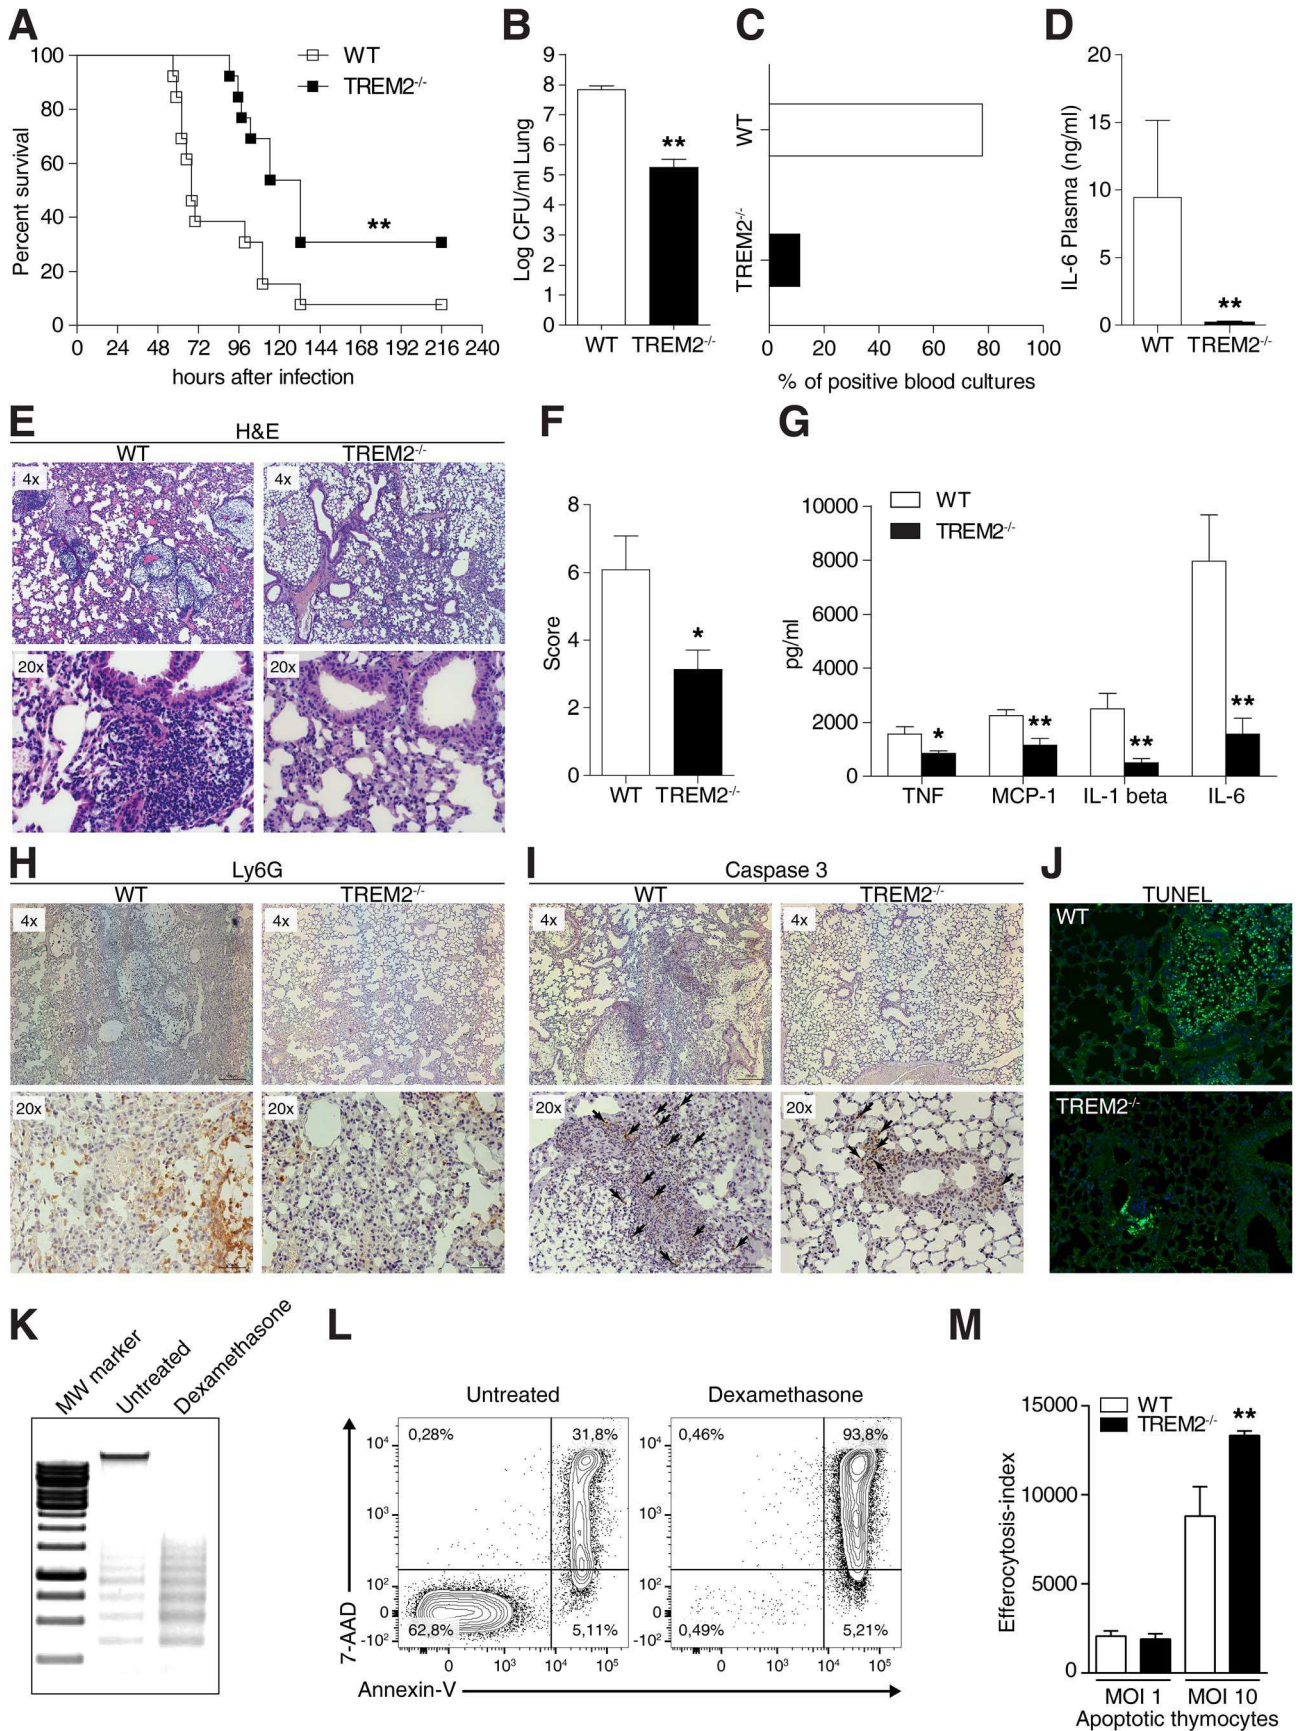 A
100
80
60
40
20
0
Percent survival
WT
TREM2-/-
**
0 24 48 72 96 120 144 168 192 216 240
hours after infection
B
9
8
7
6
5
4
3
2
1
0
Log CFU/ml Lung
**
WT TREM2-/-
C
WT
TREM2-/-
0 20 40 60 80 100
% of positive blood cultures
D
20
15
10
5
0
IL-6 Plasma (ng/ml)
**
WT TREM2-/-
E
H&E
WT TREM2-/-
4x 4x
20x 20x
F
8
6
4
2
0
Score
*
WT TREM2-/-
G
10000
8000
6000
4000
2000
0
pg/ml
WT
TREM2-/-
* ** ** **
TNF MCP-1 IL-1 beta IL-6
H
Ly6G
WT TREM2-/-
4x 4x
20x 20x
I
Caspase 3
WT TREM2-/-
4x 4x
20x 20x
J
TUNEL
WT
TREM2-/-
K
MW marker
Untreated
Dexamethasone
L
Untreated
0,28% 31,8%
62,8% 5,11%
Dexamethasone
0,46% 93,8%
0,49% 5,21%
10⁴
10³
10²
0
-10²
7-AAD
0 10³ 10⁴ 10⁵
0 10³ 10⁴ 10⁵
Annexin-V
M
15000
10000
5000
0
Efferocytosis-index
WT
TREM2-/-
**
MOI 1 MOI 10
Apoptotic thymocytes